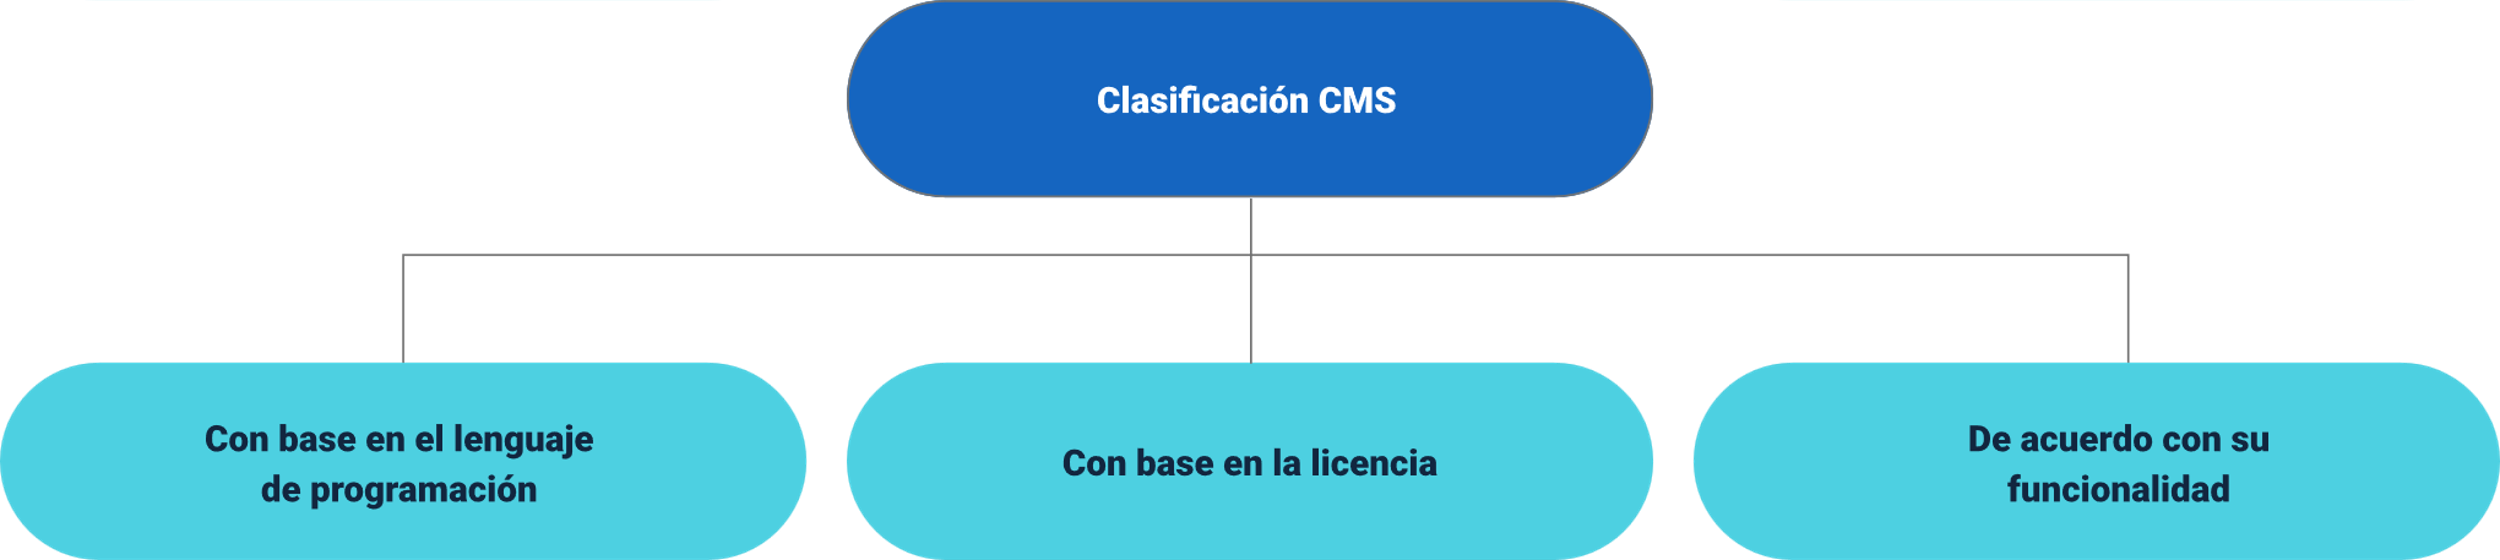 Clasificación CMS
Con base en el lenguaje
de programación
Con base en la licencia
De acuerdo con su
funcionalidad